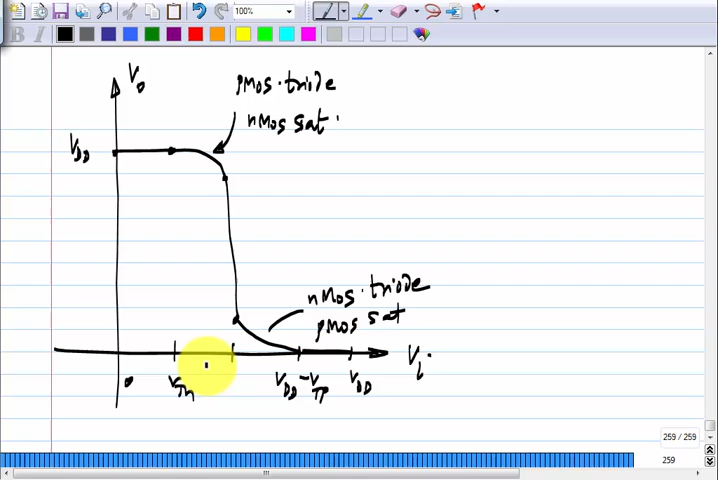 100%
B I
Vo
pMos triode
nMos sat.
VDD
nMos triode
pMos sat
Vi
0 VTn VDD-VTP VDD
259 / 259
259